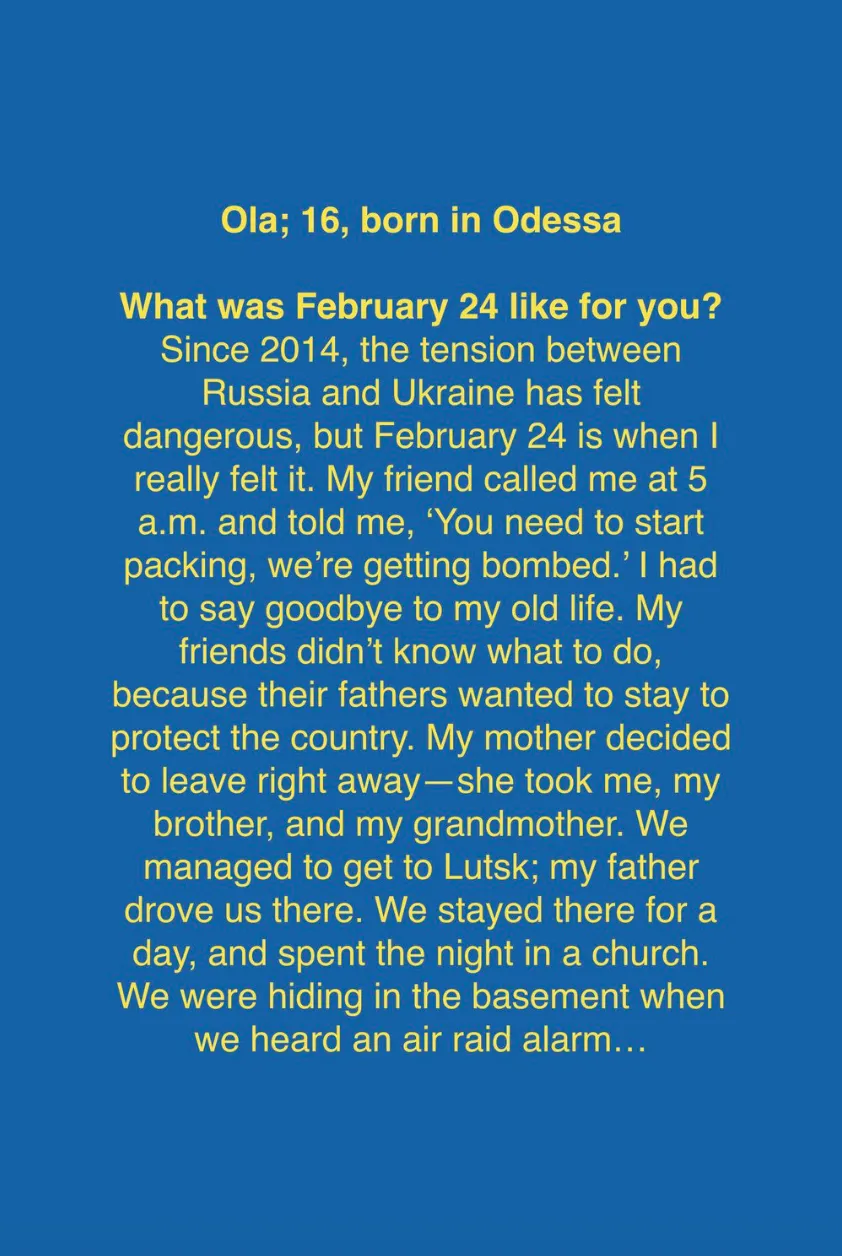 Ola; 16, born in Odessa
What was February 24 like for you?
Since 2014, the tension between
Russia and Ukraine has felt
dangerous, but February 24 is when I
really felt it. My friend called me at 5
a.m. and told me, ‘You need to start
packing, we’re getting bombed.’ I had
to say goodbye to my old life. My
friends didn’t know what to do,
because their fathers wanted to stay to
protect the country. My mother decided
to leave right away—she took me, my
brother, and my grandmother. We
managed to get to Lutsk; my father
drove us there. We stayed there for a
day, and spent the night in a church.
We were hiding in the basement when
we heard an air raid alarm…